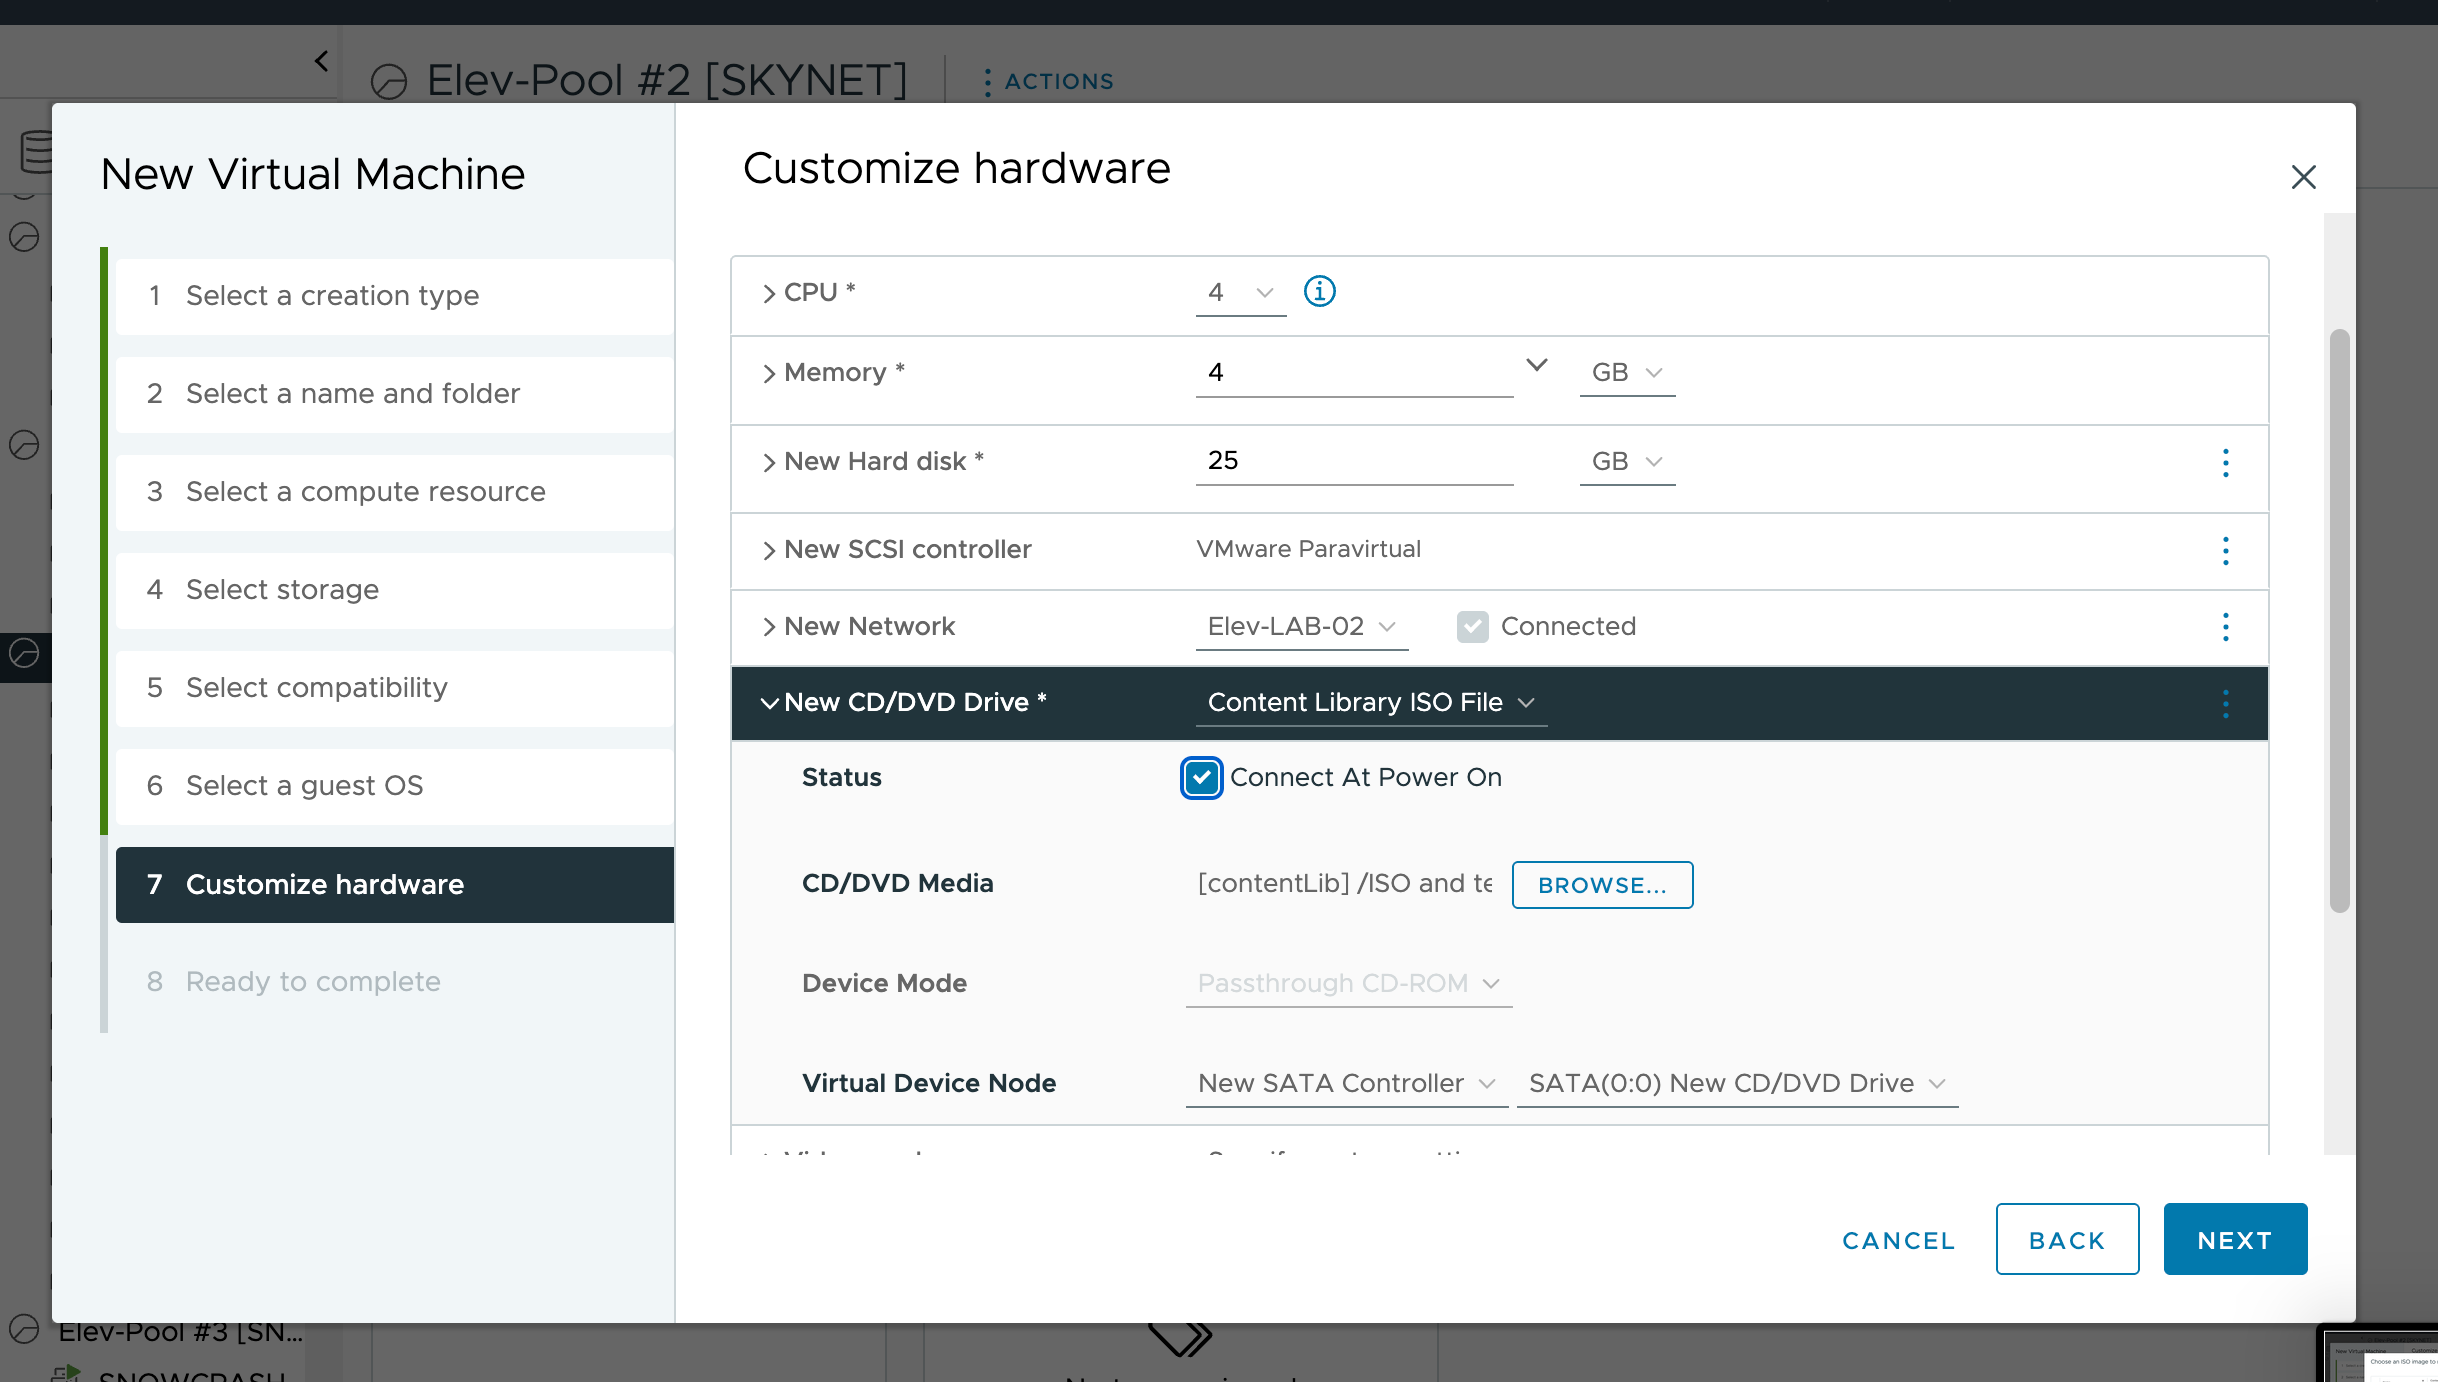 Elev-Pool #2 [SKYNET]
ACTIONS
New Virtual Machine
1 Select a creation type
2 Select a name and folder
3 Select a compute resource
4 Select storage
5 Select compatibility
6 Select a guest OS
7 Customize hardware
8 Ready to complete
Customize hardware
CPU * 4
Memory * 4 GB
New Hard disk * 25 GB
New SCSI controller VMware Paravirtual
New Network Elev-LAB-02 Connected
New CD/DVD Drive * Content Library ISO File
Status Connect At Power On
CD/DVD Media [contentLib] /ISO and te BROWSE...
Device Mode Passthrough CD-ROM
Virtual Device Node New SATA Controller SATA(0:0) New CD/DVD Drive
CANCEL BACK NEXT
Elev-Pool #3 [SN...
SNOWCRASH